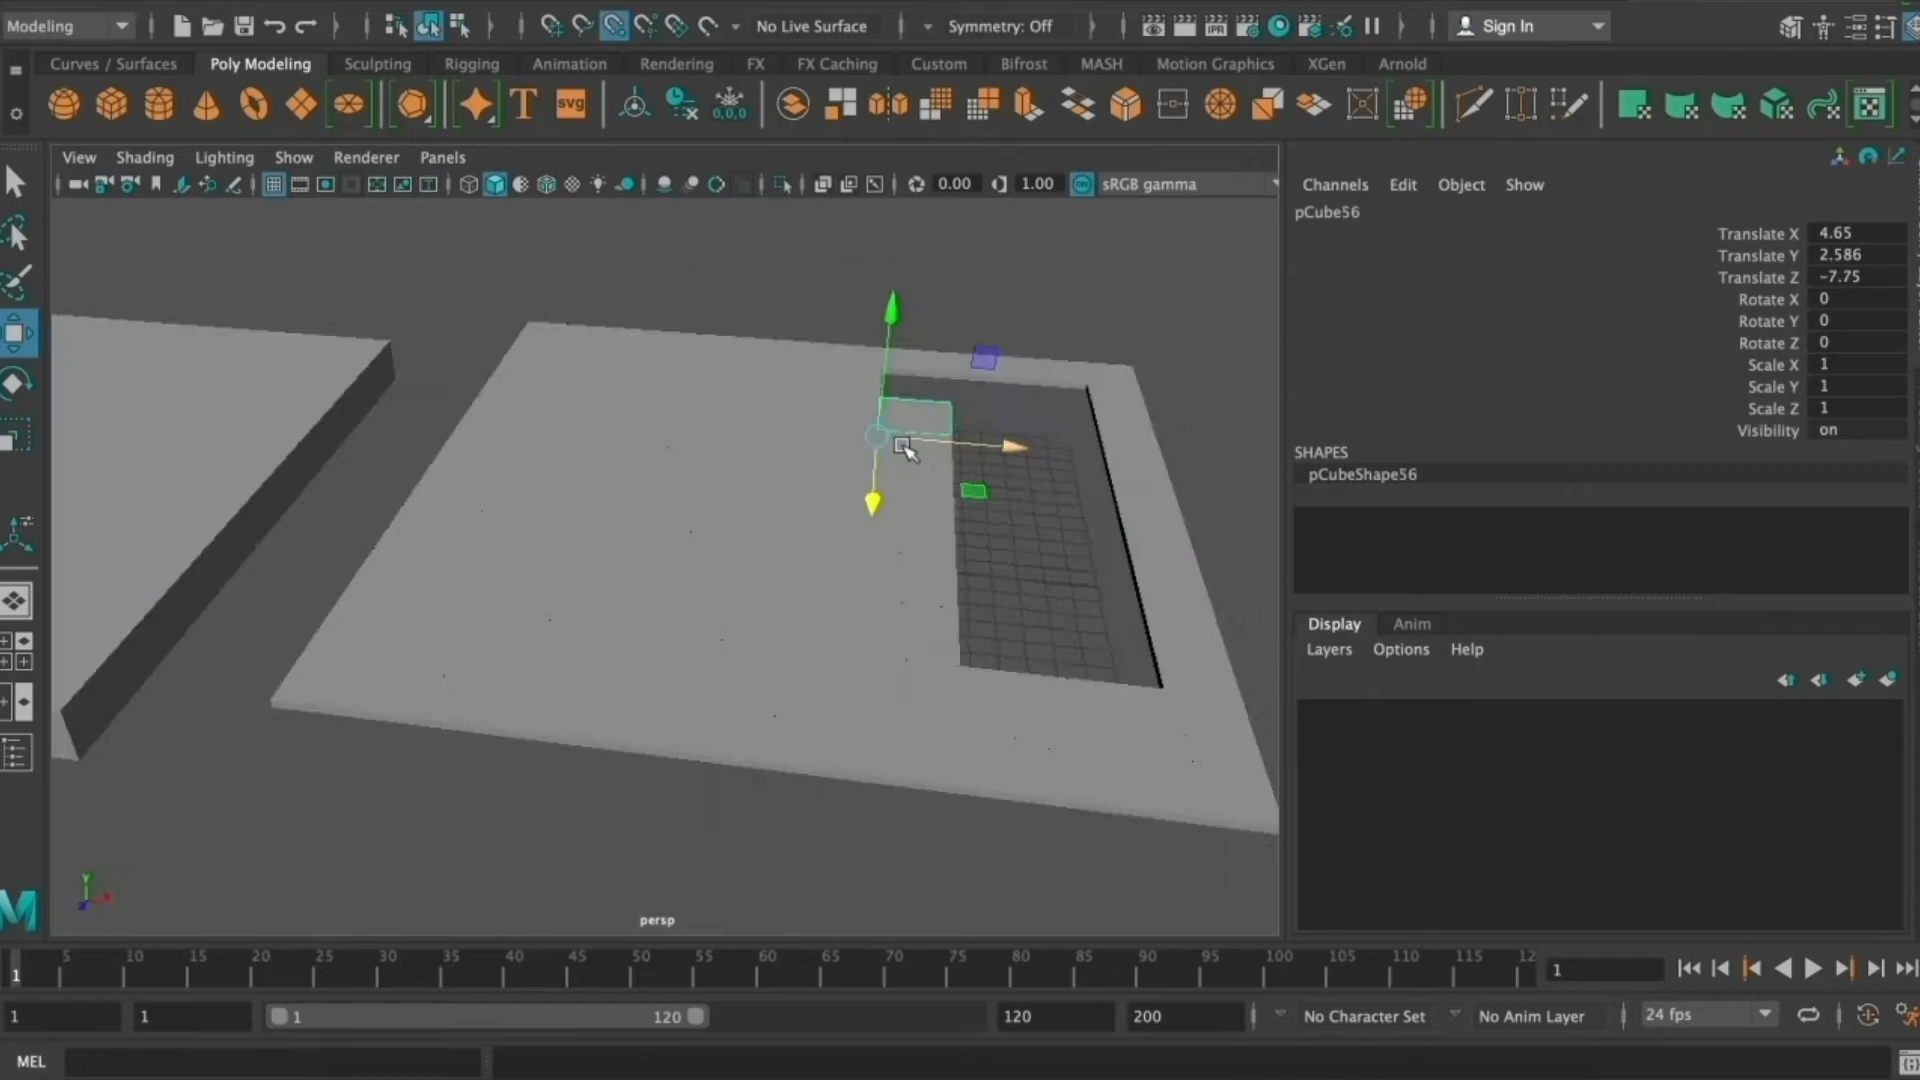 Modeling No Live Surface Symmetry: Off Sign In
Curves / Surfaces Poly Modeling Sculpting Rigging Animation Rendering FX FX Caching Custom Bifrost MASH Motion Graphics XGen Arnold
T svg 0,0,0
View Shading Lighting Show Renderer Panels
0.00 1.00 ON sRGB gamma
Channels Edit Object Show
pCube56
Translate X 4.65
Translate Y 2.586
Translate Z -7.75
Rotate X 0
Rotate Y 0
Rotate Z 0
Scale X 1
Scale Y 1
Scale Z 1
Visibility on
SHAPES
pCubeShape56
Display Anim
Layers Options Help
Y
persp
5 10 15 20 25 30 35 40 45 50 55 60 65 70 75 80 85 90 95 100 105 110 115 12
1 1
1 1 1 120 120 200 No Character Set No Anim Layer 24 fps
MEL